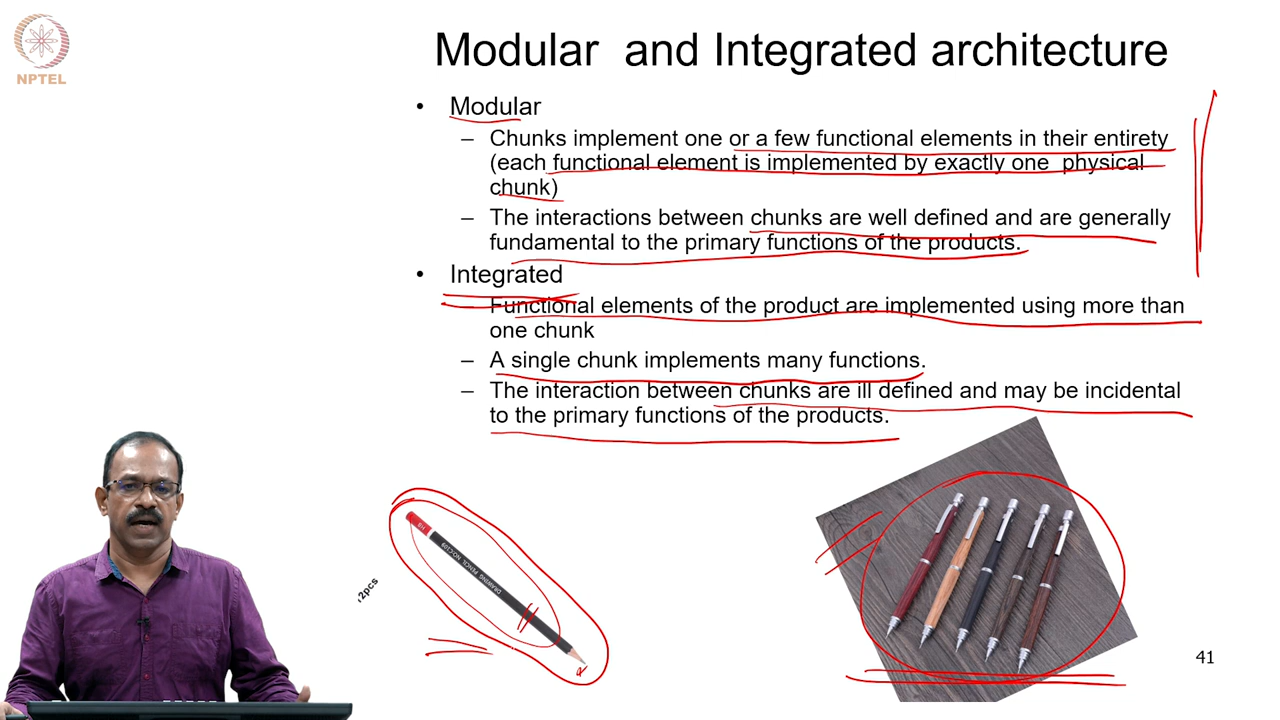 NPTEL
Modular and Integrated architecture
• Modular
– Chunks implement one or a few functional elements in their entirety
(each functional element is implemented by exactly one physical
chunk)
– The interactions between chunks are well defined and are generally
fundamental to the primary functions of the products.
• Integrated
Functional elements of the product are implemented using more than
one chunk
– A single chunk implements many functions.
– The interaction between chunks are ill defined and may be incidental
to the primary functions of the products.
DRAWING PENCIL NO.C109
2pcs
41